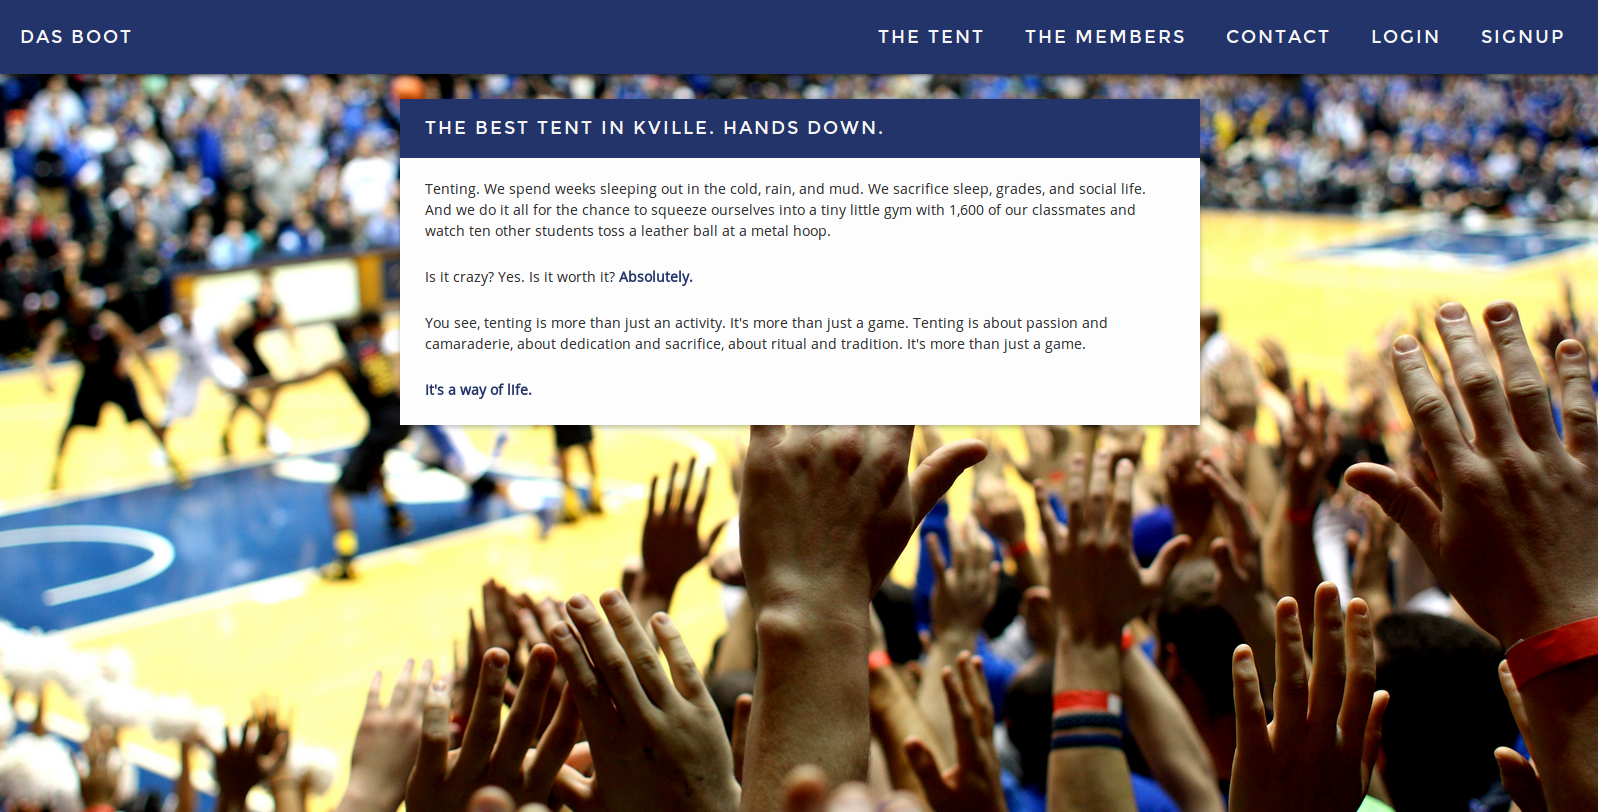 DAS BOOT
THE TENT
THE MEMBERS
CONTACT
LOGIN
SIGNUP
THE BEST TENT IN KVILLE. HANDS DOWN.
Tenting. We spend weeks sleeping out in the cold, rain, and mud. We sacrifice sleep, grades, and social life.
And we do it all for the chance to squeeze ourselves into a tiny little gym with 1,600 of our classmates and
watch ten other students toss a leather ball at a metal hoop.
Is it crazy? Yes. Is it worth it? Absolutely.
You see, tenting is more than just an activity. It's more than just a game. Tenting is about passion and
camaraderie, about dedication and sacrifice, about ritual and tradition. It's more than just a game.
It's a way of life.